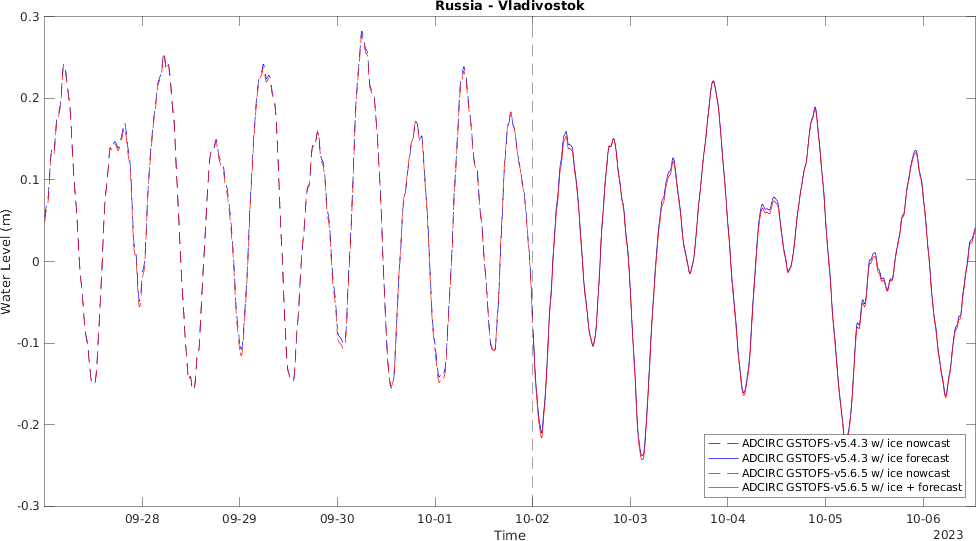 Russia - Vladivostok
0.3
0.2
0.1
0
-0.1
-0.2
-0.3
Water Level (m)
ADCIRC GSTOFS-v5.4.3 w/ ice nowcast
ADCIRC GSTOFS-v5.4.3 w/ ice forecast
ADCIRC GSTOFS-v5.6.5 w/ ice nowcast
ADCIRC GSTOFS-v5.6.5 w/ ice + forecast
09-28 09-29 09-30 10-01 10-02 10-03 10-04 10-05 10-06
Time
2023